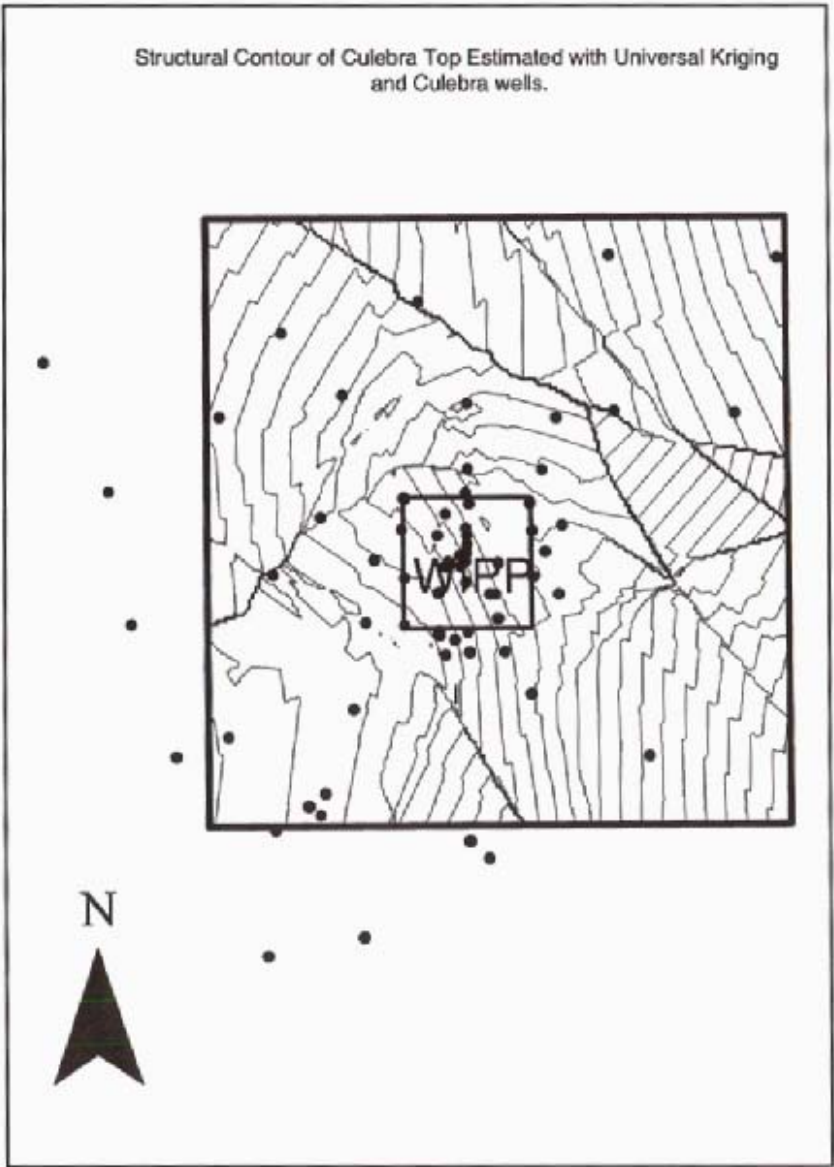 Structural Contour of Culebra Top Estimated with Universal Kriging
and Culebra wells.
WIPP
N